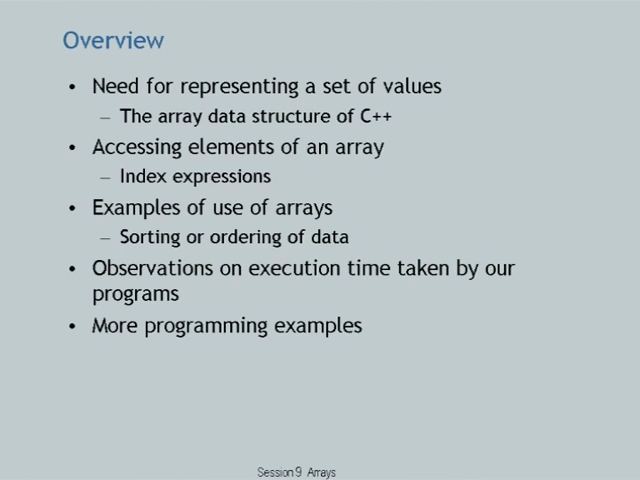 Overview
• Need for representing a set of values
– The array data structure of C++
• Accessing elements of an array
– Index expressions
• Examples of use of arrays
– Sorting or ordering of data
• Observations on execution time taken by our
programs
• More programming examples
Session 9 Arrays